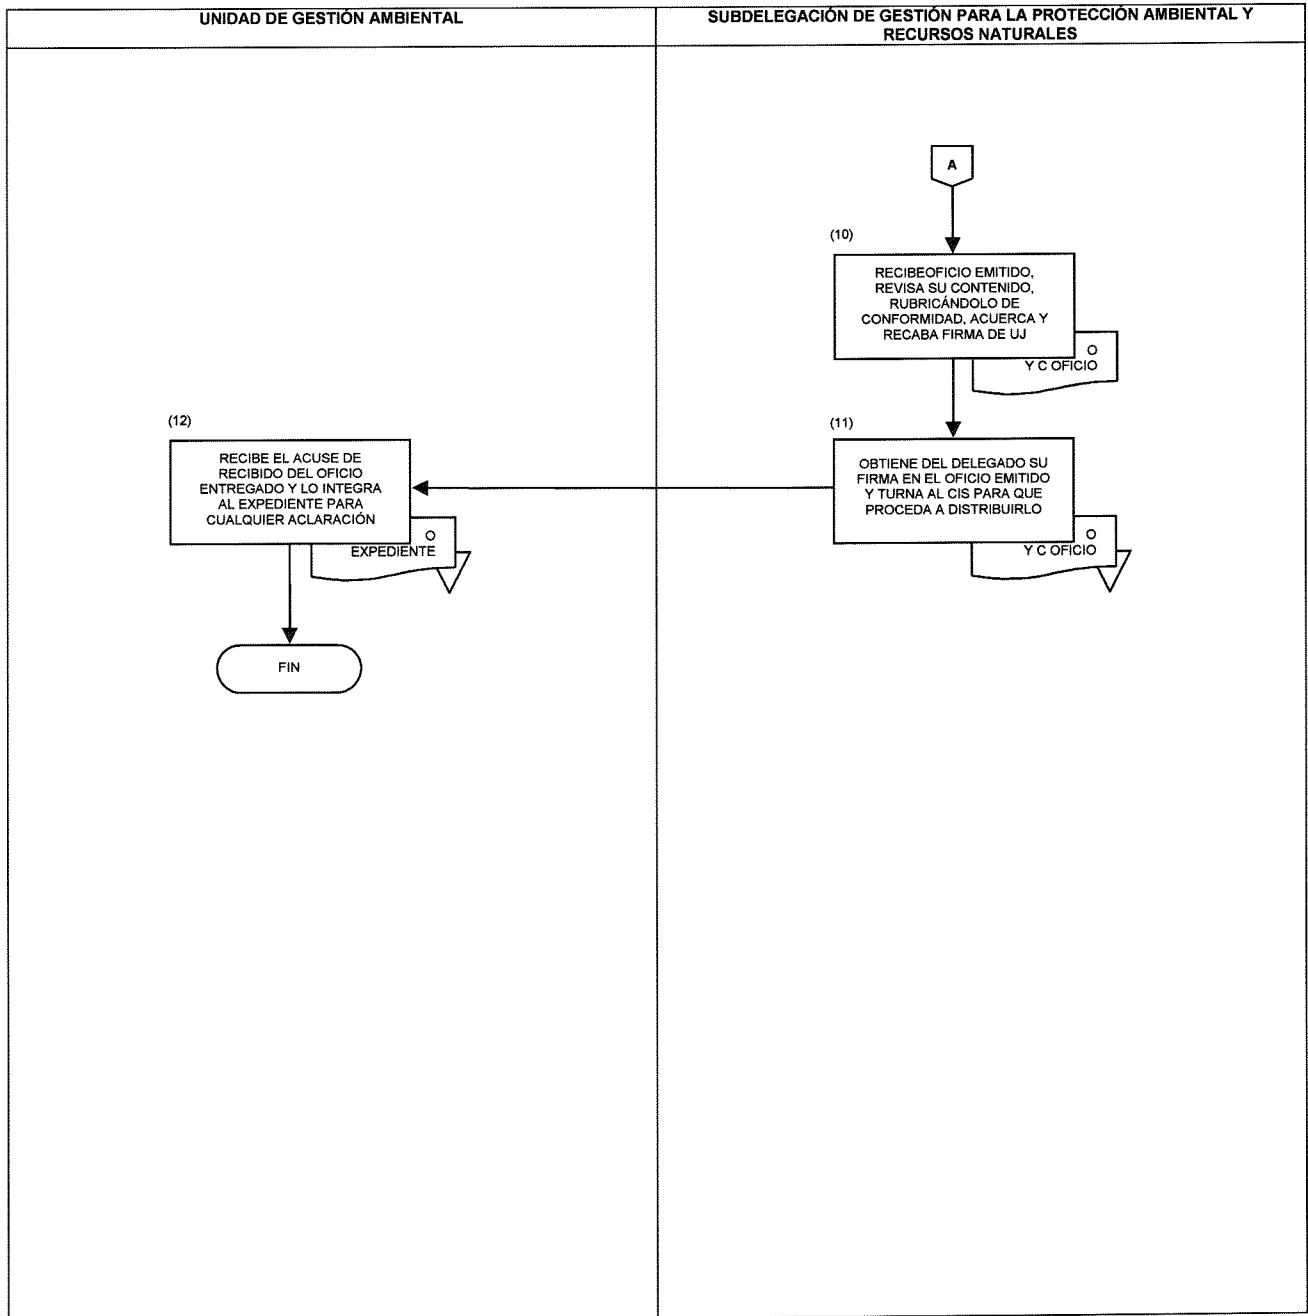 UNIDAD DE GESTIÓN AMBIENTAL
SUBDELEGACIÓN DE GESTIÓN PARA LA PROTECCIÓN AMBIENTAL Y
RECURSOS NATURALES
A
(10)
RECIBEOFICIO EMITIDO,
REVISA SU CONTENIDO,
RUBRICÁNDOLO DE
CONFORMIDAD, ACUERCA Y
RECABA FIRMA DE UJ
O
Y C OFICIO
(11)
OBTIENE DEL DELEGADO SU
FIRMA EN EL OFICIO EMITIDO
Y TURNA AL CIS PARA QUE
PROCEDA A DISTRIBUIRLO
O
Y C OFICIO
(12)
RECIBE EL ACUSE DE
RECIBIDO DEL OFICIO
ENTREGADO Y LO INTEGRA
AL EXPEDIENTE PARA
CUALQUIER ACLARACIÓN
O
EXPEDIENTE
FIN